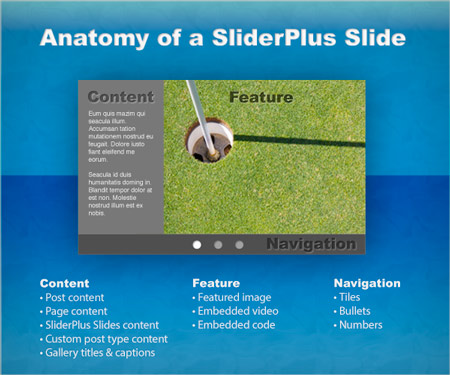 Anatomy of a SliderPlus Slide
Content
Eum quis mazim qui
seacula illum.
Accumsan tation
mutationem nostrud eu
feugait. Dolore iusto
fiant eleifend me
eorum.
Seacula id duis
humanitatis doming in.
Blandit tempor dolor at
est non. Molestie
nostrud illum est ex
nobis.
Feature
Navigation
Content
• Post content
• Page content
• SliderPlus Slides content
• Custom post type content
• Gallery titles & captions
Feature
• Featured image
• Embedded video
• Embedded code
Navigation
• Tiles
• Bullets
• Numbers